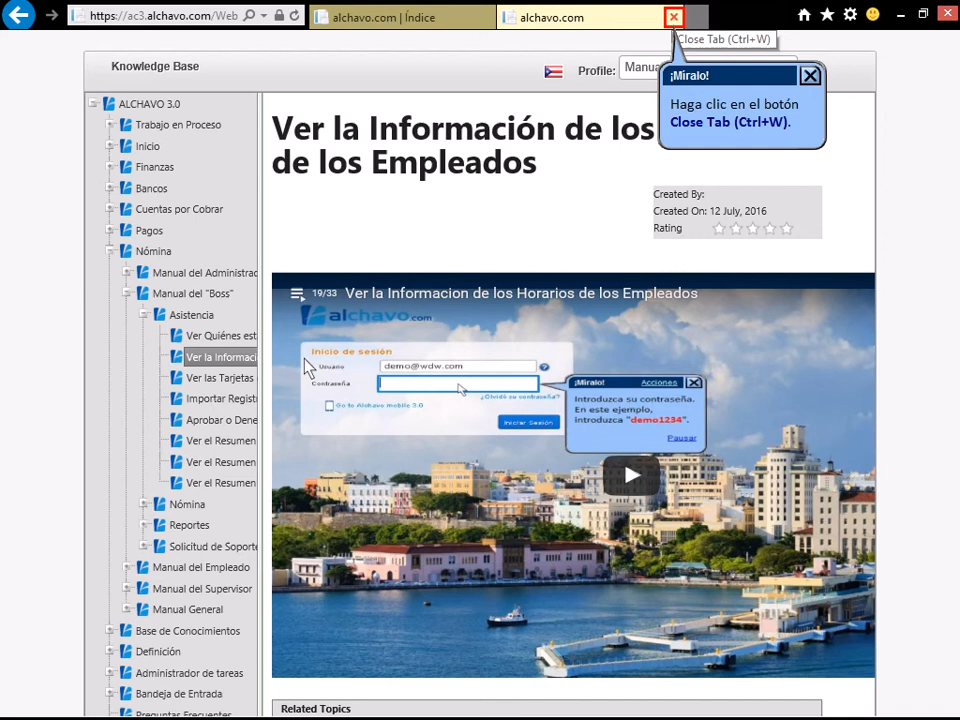 https://ac3.alchavo.com/Web
alchavo.com | Índice
alchavo.com
Close Tab (Ctrl+W)
Knowledge Base
Profile:
Manua
¡Miralo!
Haga clic en el botón
Close Tab (Ctrl+W).
ALCHAVO 3.0
Trabajo en Proceso
Inicio
Finanzas
Bancos
Cuentas por Cobrar
Pagos
Nómina
Manual del Administrad
Manual del "Boss"
Asistencia
Ver Quiénes est
Ver la Informaci
Ver las Tarjetas
Importar Regist
Aprobar o Dene
Ver el Resumen
Ver el Resumen
Ver el Resumen
Nómina
Reportes
Solicitud de Soporte
Manual del Empleado
Manual del Supervisor
Manual General
Base de Conocimientos
Definición
Administrador de tareas
Bandeja de Entrada
Preguntas Frecuentes
Ver la Información de los
de los Empleados
Created By:
Created On: 12 July, 2016
Rating
19/33 Ver la Informacion de los Horarios de los Empleados
alchavo.com
Inicio de sesión
Usuario
demo@wdw.com
Contraseña
¿Olvidó su contraseña?
Go to Alchavo mobile 3.0
Iniciar Sesión
¡Miralo!
Acciones
Introduzca su contraseña.
En este ejemplo,
introduzca "demo1234".
Pausar
Related Topics